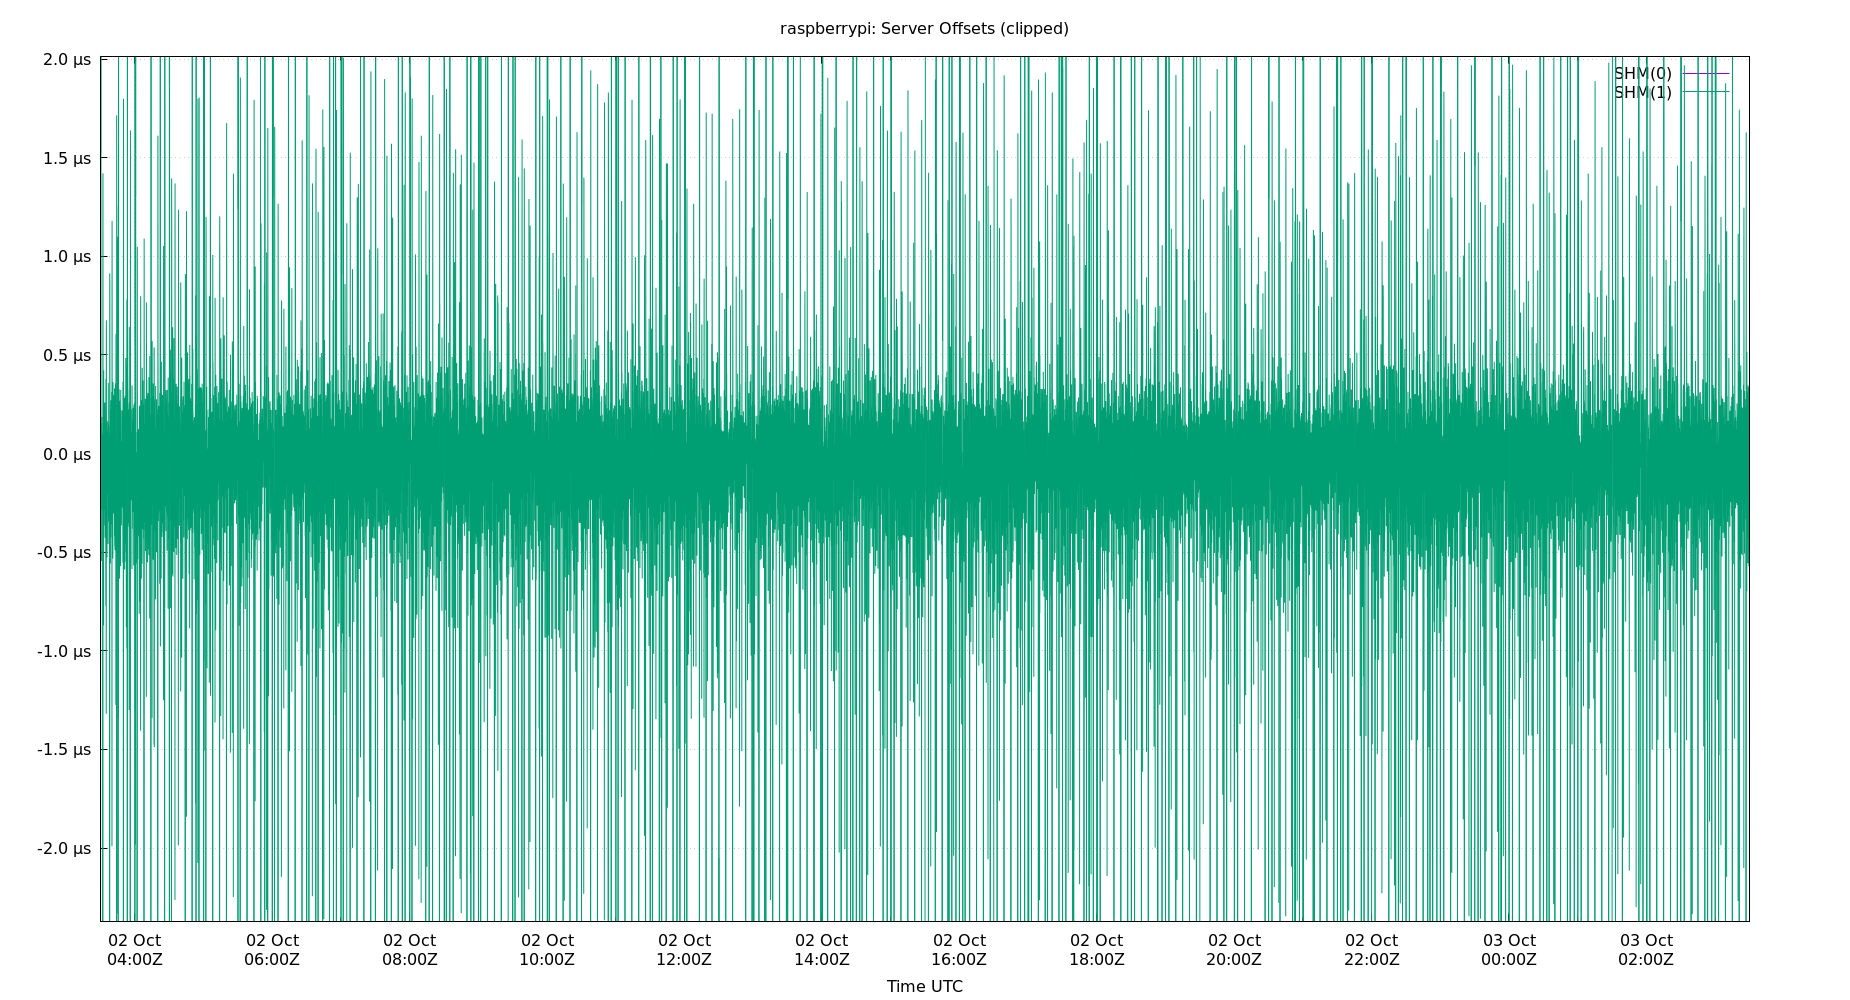 raspberrypi: Server Offsets (clipped)
2.0 μs
SHM(0)
SHM(1)
1.5 μs
1.0 μs
0.5 μs
0.0 μs
-0.5 μs
-1.0 μs
-1.5 μs
-2.0 μs
02 Oct 02 Oct 02 Oct 02 Oct 02 Oct 02 Oct 02 Oct 02 Oct 02 Oct 02 Oct 03 Oct 03 Oct
04:00Z 06:00Z 08:00Z 10:00Z 12:00Z 14:00Z 16:00Z 18:00Z 20:00Z 22:00Z 00:00Z 02:00Z
Time UTC